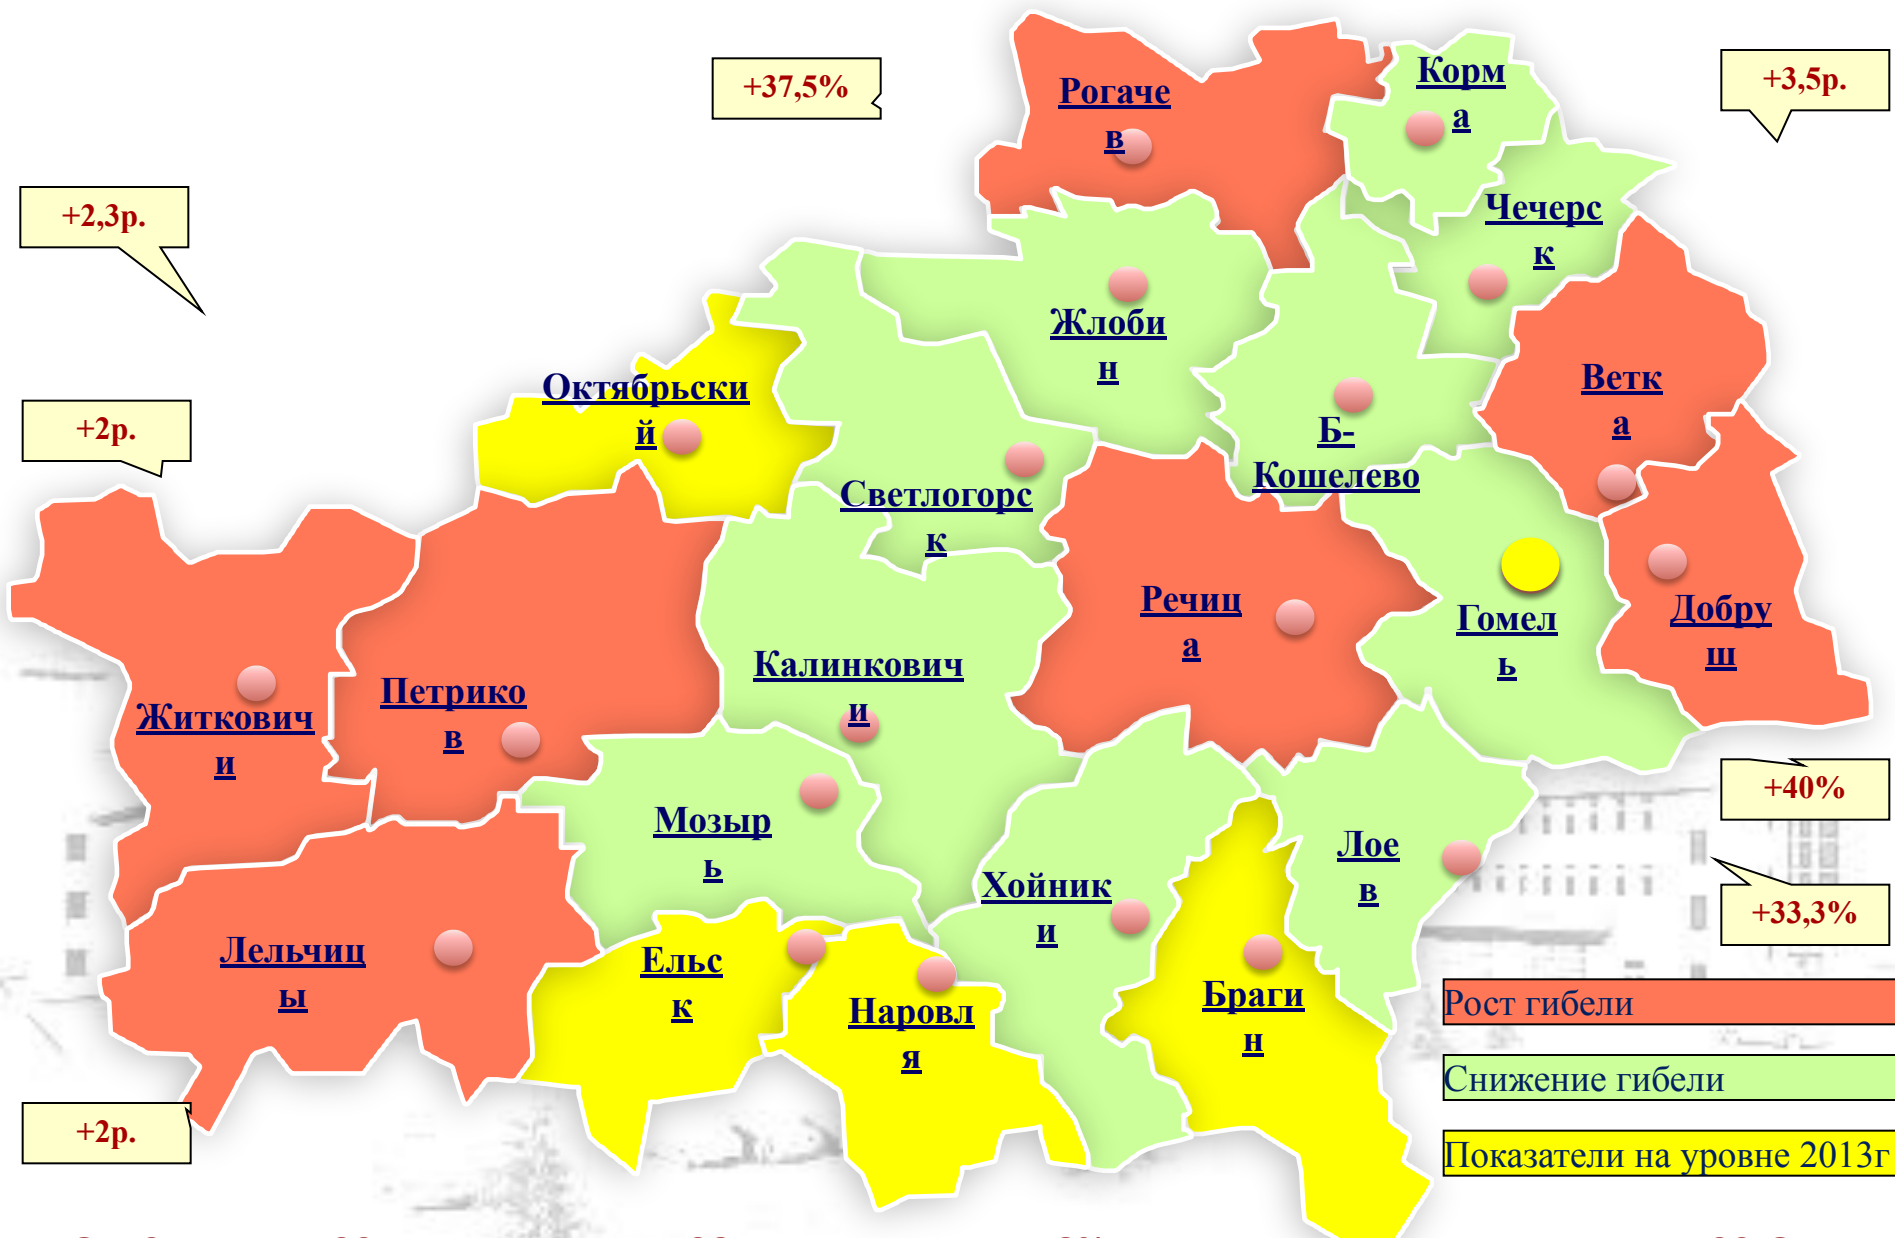 +37,5%
+3,5р.
+2,3р.
+2р.
+2р.
+40%
+33,3%
Рогаче
в
Корм
а
Чечерс
к
Жлоби
н
Октябрьски
й
Ветк
а
Б-
Кошелево
Светлогорс
к
Речиц
а
Гомел
ь
Добру
ш
Калинкович
и
Петрико
в
Житкович
и
Мозыр
ь
Лое
в
Хойник
и
Лельчиц
ы
Ельс
к
Наровл
я
Браги
н
Рост гибели
Снижение гибели
Показатели на уровне 2013г